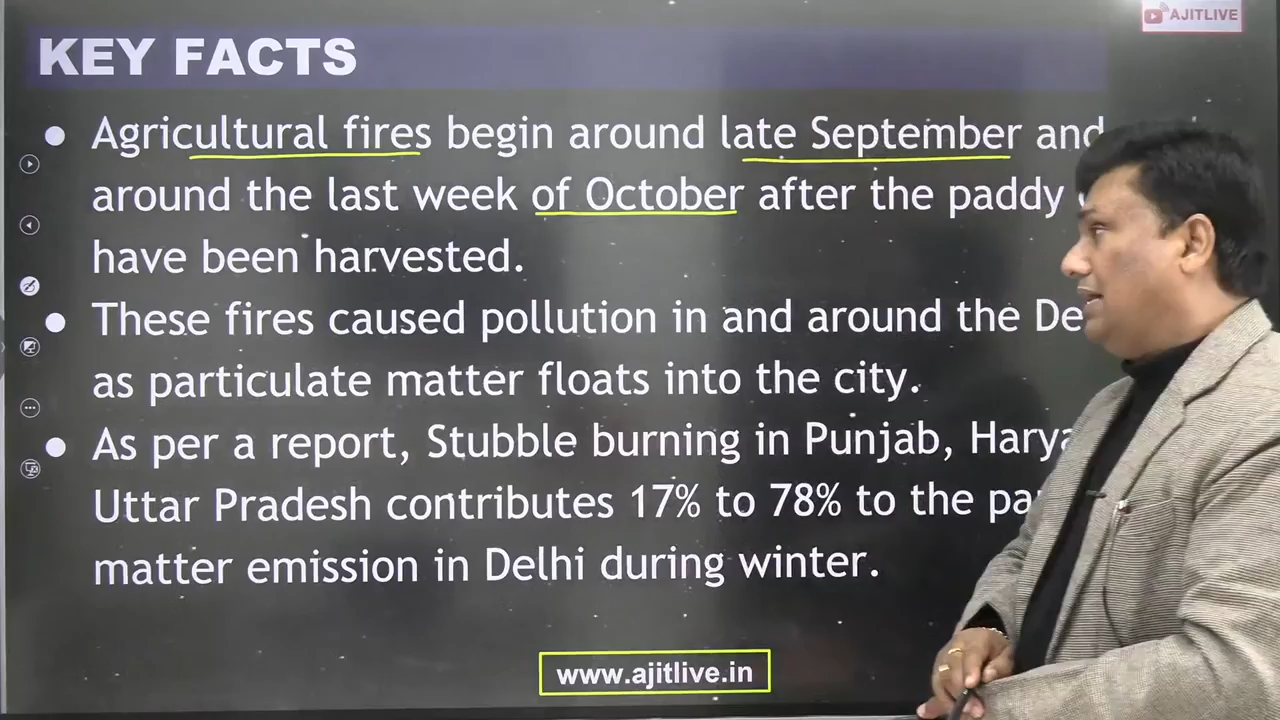 AJITLIVE
KEY FACTS
Agricultural fires begin around late September and
around the last week of October after the paddy
have been harvested.
These fires caused pollution in and around the
as particulate matter floats into the city.
As per a report, Stubble burning in Punjab,
Uttar Pradesh contributes 17% to 78% to the
matter emission in Delhi during winter.
www.ajitlive.in